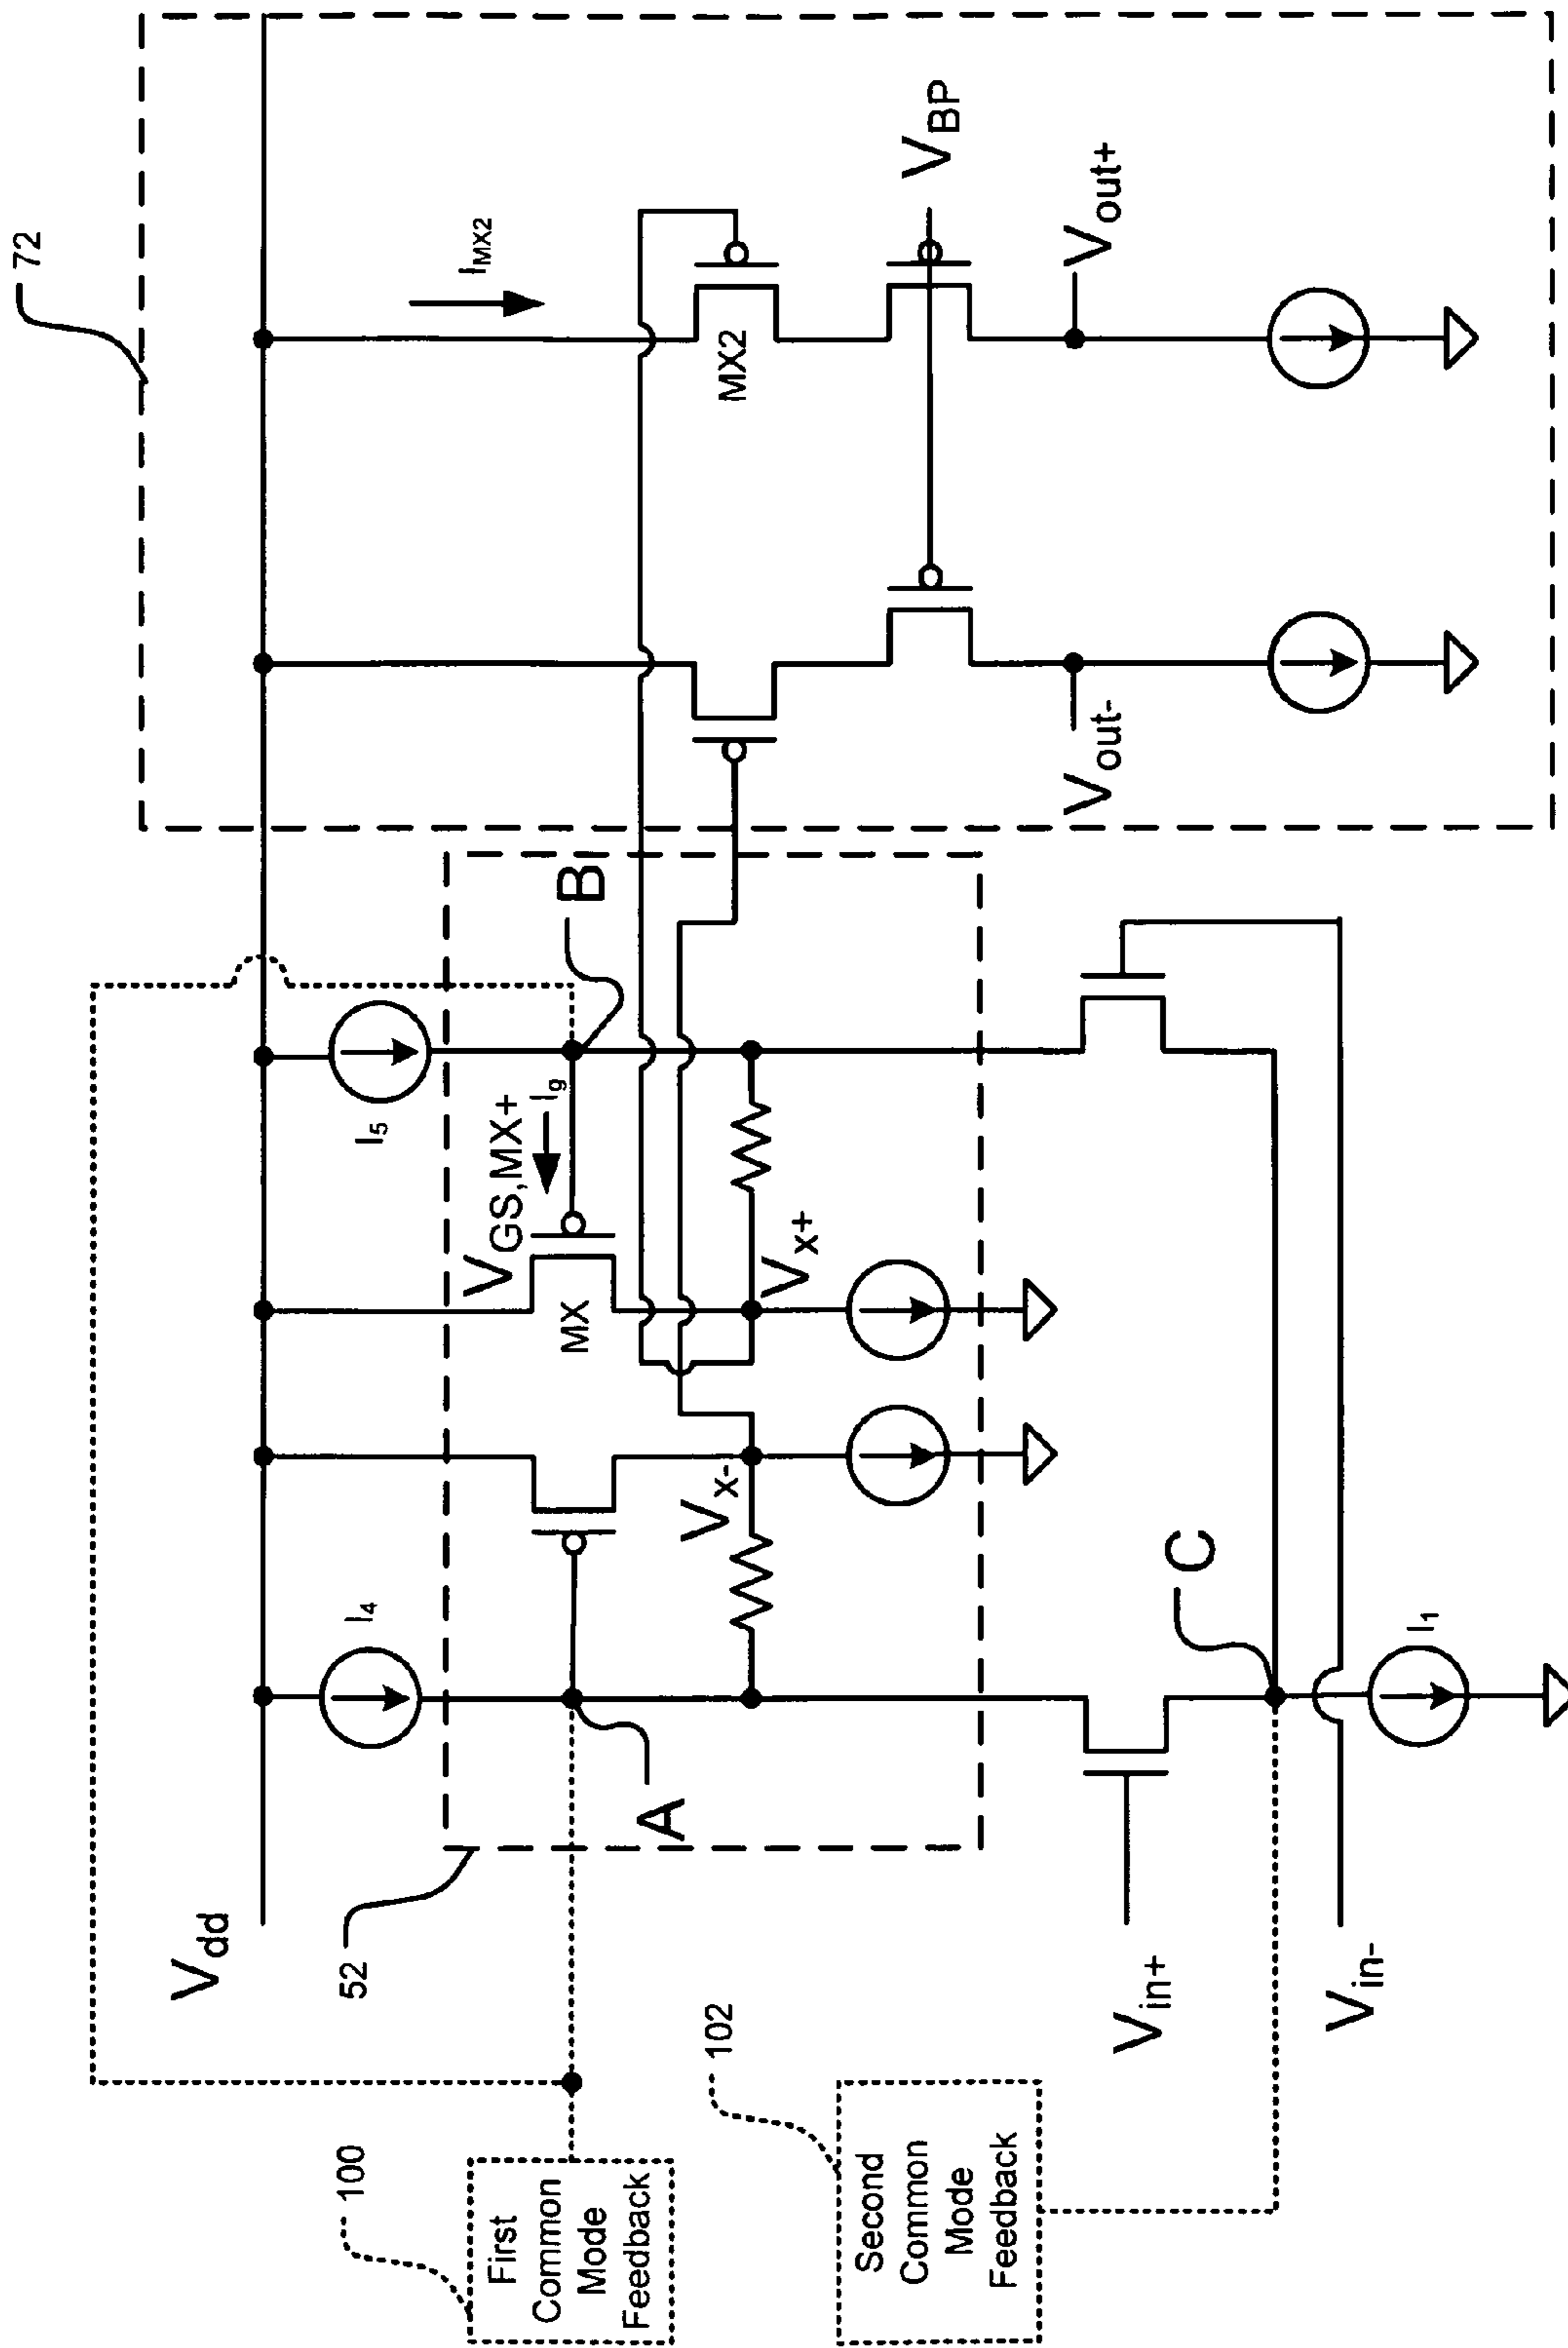 72
V_dd
I_MX2
100
First
Common
Mode
Feedback
52
I_4
I_5
V_GS,MX+
I_g
B
A
MX
MX2
V_BP
V_x-
V_x+
102
Second
Common
Mode
Feedback
V_in+
V_in-
C
I_1
V_out-
V_out+